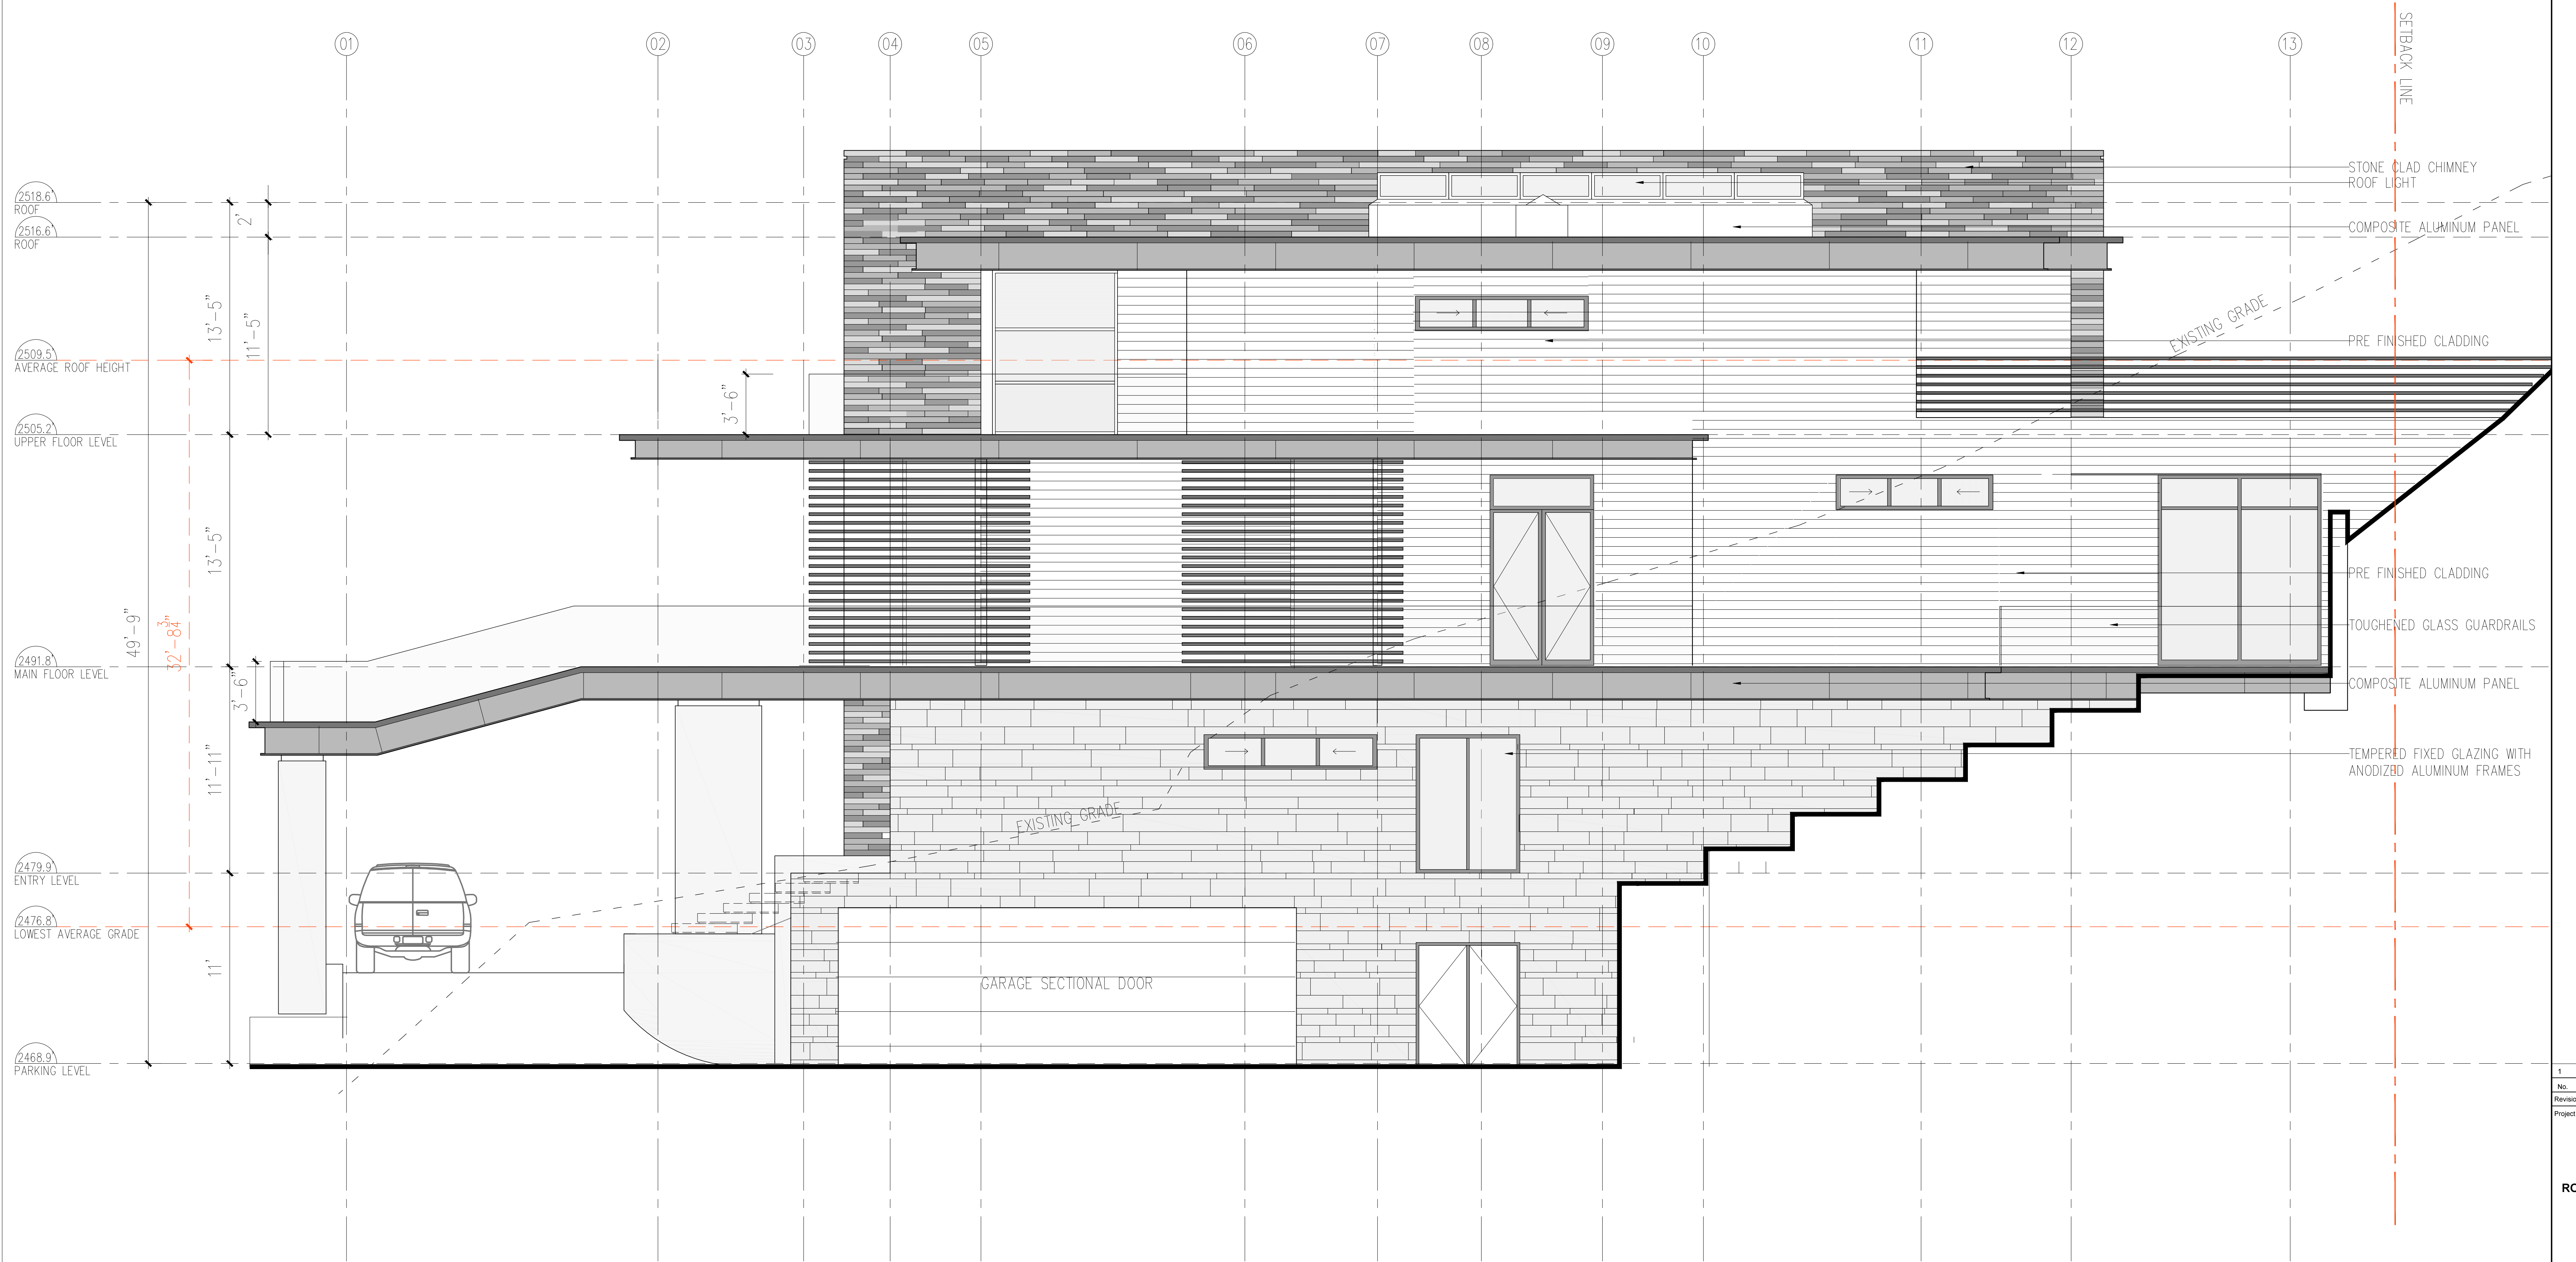 01
02
03
04
05
06
07
08
09
10
11
12
13
SETBACK LINE
STONE CLAD CHIMNEY
ROOF LIGHT
2518.6'
ROOF
2'
2516.6'
ROOF
COMPOSITE ALUMINUM PANEL
EXISTING GRADE
13'-5"
11'-5"
PRE FINISHED CLADDING
2509.5'
AVERAGE ROOF HEIGHT
3'-6"
2505.2'
UPPER FLOOR LEVEL
13'-5"
PRE FINISHED CLADDING
49'-9"
32'-8 3/4"
TOUGHENED GLASS GUARDRAILS
2491.8'
MAIN FLOOR LEVEL
3'-6"
COMPOSITE ALUMINUM PANEL
11'-11"
TEMPERED FIXED GLAZING WITH
ANODIZED ALUMINUM FRAMES
EXISTING GRADE
2479.9'
ENTRY LEVEL
2476.8'
LOWEST AVERAGE GRADE
11'
GARAGE SECTIONAL DOOR
2468.9'
PARKING LEVEL
1
No.
Revisio
Project
RO